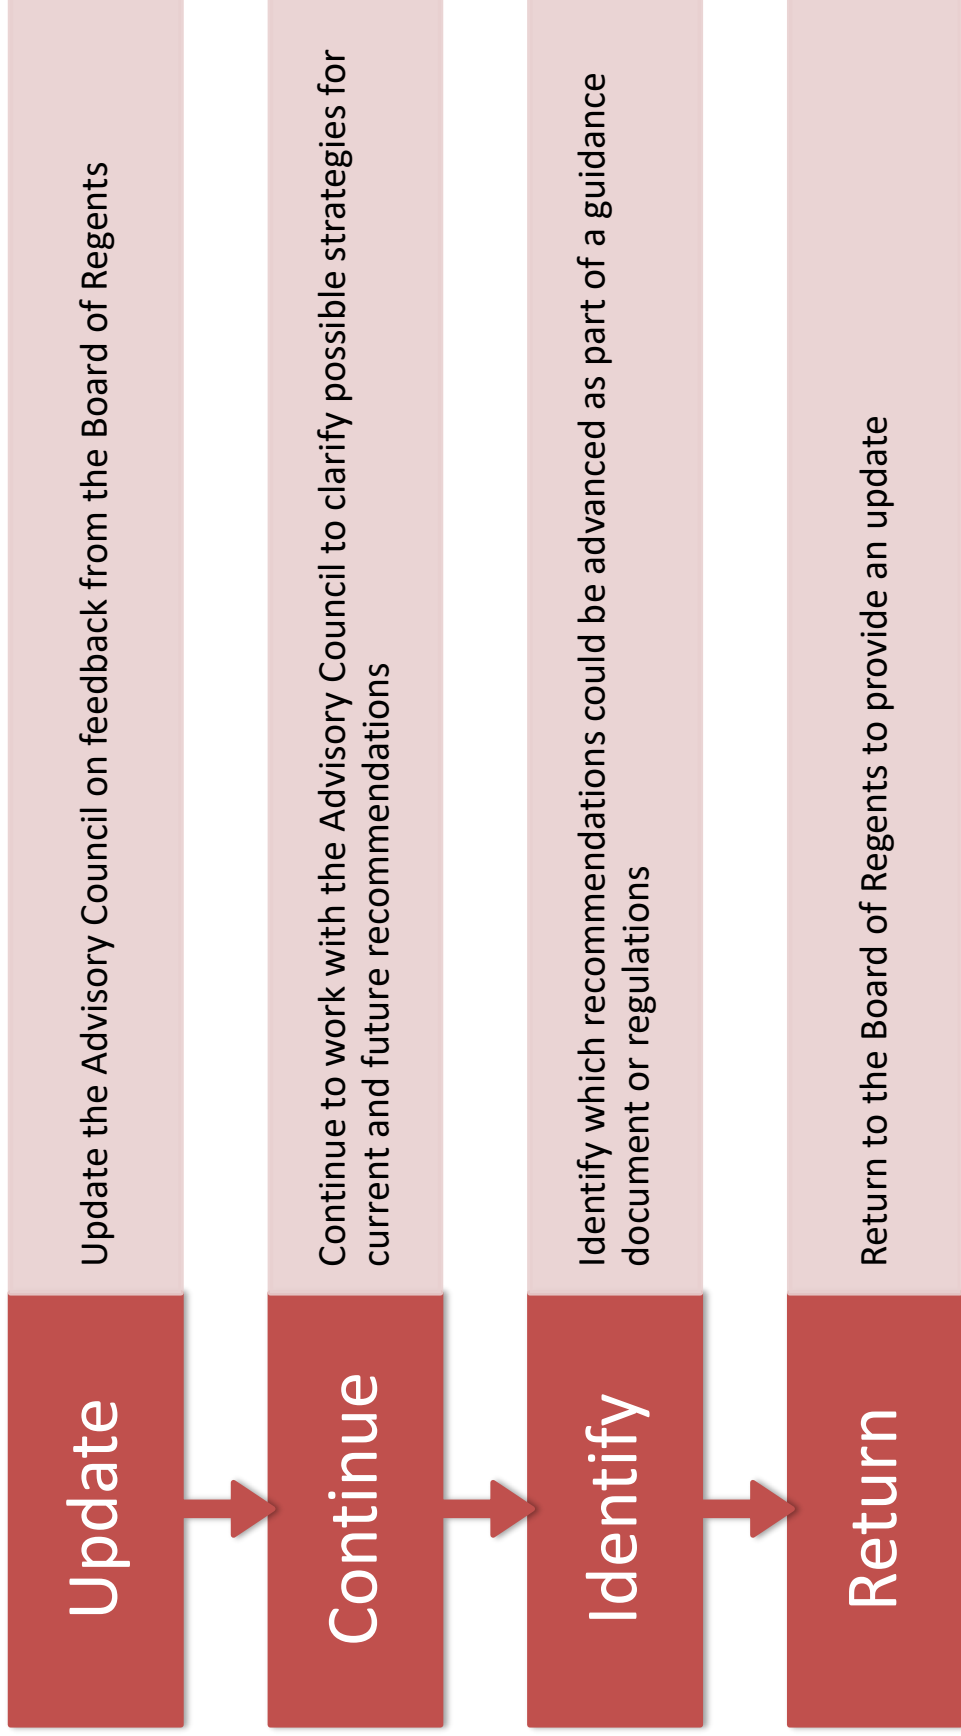 Update
Update the Advisory Council on feedback from the Board of Regents
Continue
Continue to work with the Advisory Council to clarify possible strategies for
current and future recommendations
Identify
Identify which recommendations could be advanced as part of a guidance
document or regulations
Return
Return to the Board of Regents to provide an update